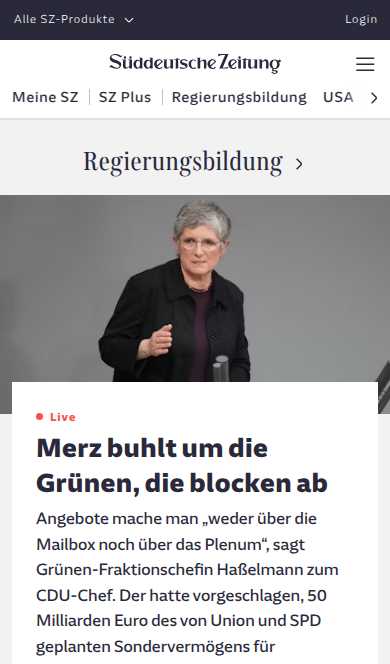 Alle SZ-Produkte
Login
Süddeutsche Zeitung
Meine SZ
SZ Plus
Regierungsbildung
USA
Regierungsbildung
Live
Merz buhlt um die
Grünen, die blocken ab
Angebote mache man „weder über die
Mailbox noch über das Plenum“, sagt
Grünen-Fraktionschefin Haßelmann zum
CDU-Chef. Der hatte vorgeschlagen, 50
Milliarden Euro des von Union und SPD
geplanten Sondervermögens für